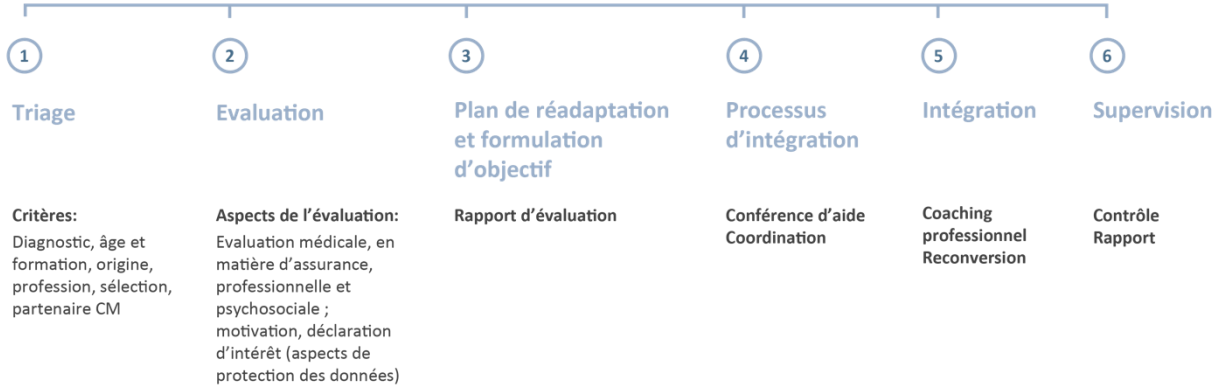 1
Triage
Critères:
Diagnostic, âge et
formation, origine,
profession, sélection,
partenaire CM
2
Evaluation
Aspects de l’évaluation:
Evaluation médicale, en
matière d’assurance,
professionnelle et
psychosociale ;
motivation, déclaration
d’intérêt (aspects de
protection des données)
3
Plan de réadaptation
et formulation
d’objectif
Rapport d’évaluation
4
Processus
d’intégration
Conférence d’aide
Coordination
5
Intégration
Coaching
professionnel
Reconversion
6
Supervision
Contrôle
Rapport